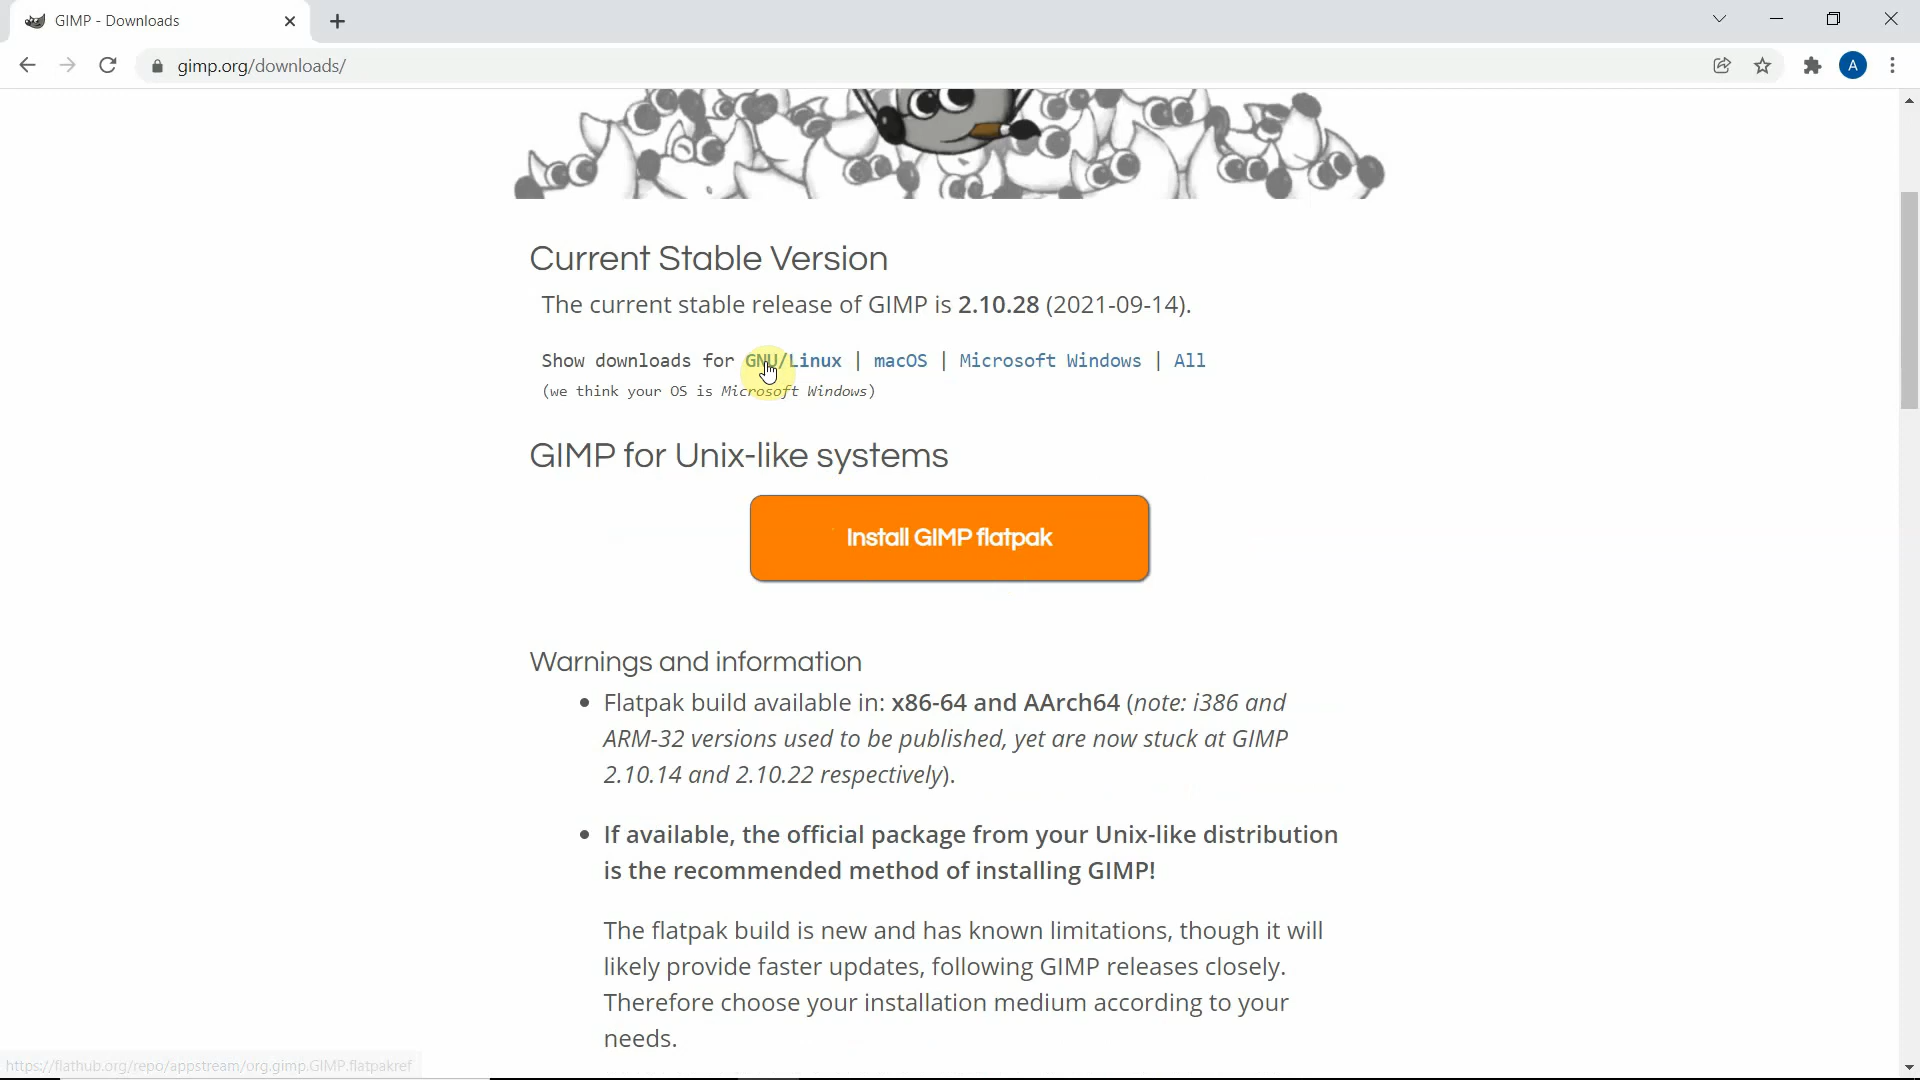 GIMP - Downloads
gimp.org/downloads/
A
Current Stable Version
The current stable release of GIMP is 2.10.28 (2021-09-14).
Show downloads for GNU/Linux | macOS | Microsoft Windows | All
(we think your OS is Microsoft Windows)
GIMP for Unix-like systems
Install GIMP flatpak
Warnings and information
• Flatpak build available in: x86-64 and AArch64 (note: i386 and
ARM-32 versions used to be published, yet are now stuck at GIMP
2.10.14 and 2.10.22 respectively).
• If available, the official package from your Unix-like distribution
is the recommended method of installing GIMP!
The flatpak build is new and has known limitations, though it will
likely provide faster updates, following GIMP releases closely.
Therefore choose your installation medium according to your
needs.
https://flathub.org/repo/appstream/org.gimp.GIMP.flatpakref